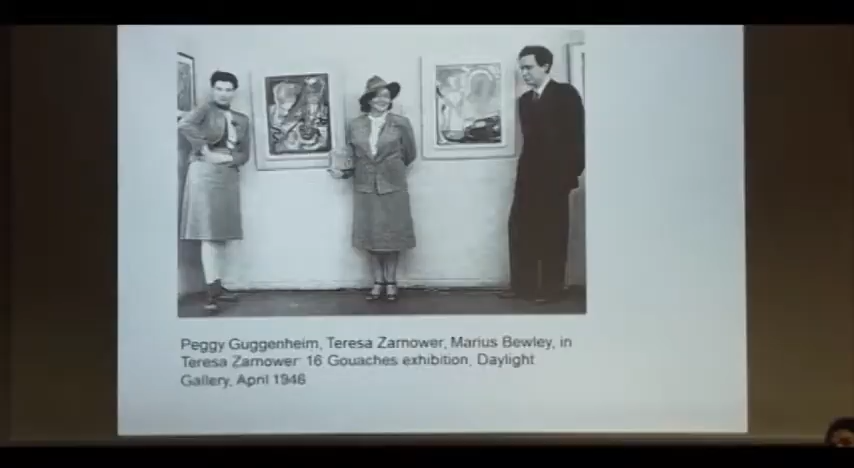 Peggy Guggenheim, Teresa Zarnower, Marius Bewley, in
Teresa Zarnower: 16 Gouaches exhibition, Daylight
Gallery, April 1946